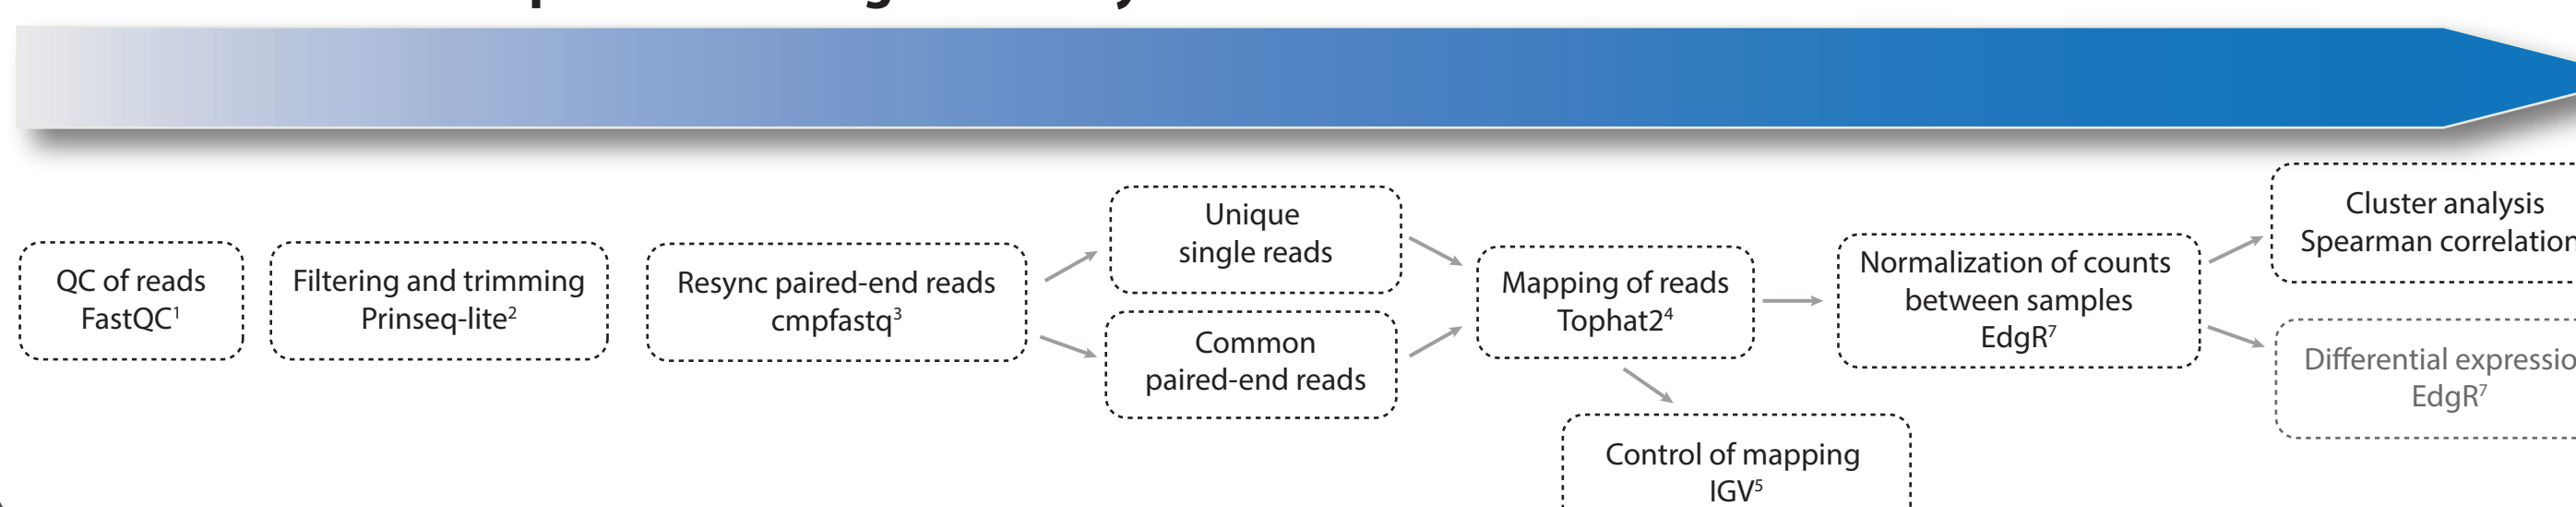 QC of reads
FastQC¹
Filtering and trimming
Prinseq-lite²
Resync paired-end reads
cmpfastq³
Unique
single reads
Common
paired-end reads
Mapping of reads
Tophat2⁴
Control of mapping
IGV⁵
Normalization of counts
between samples
EdgR⁷
Cluster analysis
Spearman correlation
Differential expressio
EdgR⁷